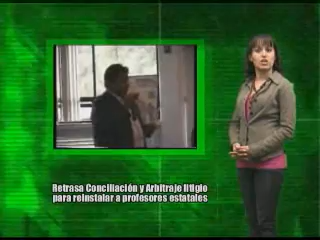 Retrasa Conciliación y Arbitraje litigio
para reinstalar a profesores estatales